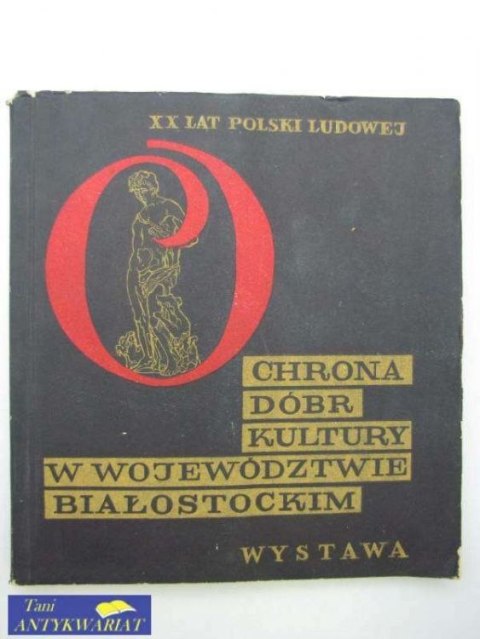 XX LAT POLSKI LUDOWEJ
O
CHRONA
DÓBR
KULTURY
W WOJEWÓDZTWIE
BIAŁOSTOCKIM
WYSTAWA
Tani
ANTYKWARIAT